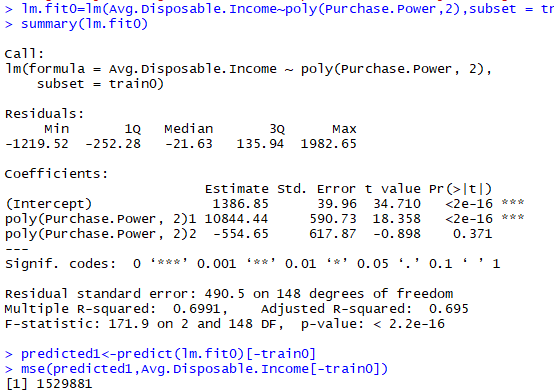 > lm.fit0=lm(Avg.Disposable.Income~poly(Purchase.Power,2),subset = tr
> summary(lm.fit0)
Call:
lm(formula = Avg.Disposable.Income ~ poly(Purchase.Power, 2),
    subset = train0)
Residuals:
     Min       1Q   Median       3Q      Max
-1219.52  -252.28   -21.63   135.94  1982.65
Coefficients:
                         Estimate Std. Error t value Pr(>|t|)
(Intercept)               1386.85      39.96  34.710   <2e-16 ***
poly(Purchase.Power, 2)1 10844.44     590.73  18.358   <2e-16 ***
poly(Purchase.Power, 2)2  -554.65     617.87  -0.898    0.371
---
Signif. codes:  0 ‘***’ 0.001 ‘**’ 0.01 ‘*’ 0.05 ‘.’ 0.1 ‘ ’ 1
Residual standard error: 490.5 on 148 degrees of freedom
Multiple R-squared:  0.6991,    Adjusted R-squared:  0.695
F-statistic: 171.9 on 2 and 148 DF,  p-value: < 2.2e-16
> predicted1<-predict(lm.fit0)[-train0]
> mse(predicted1,Avg.Disposable.Income[-train0])
[1] 1529881